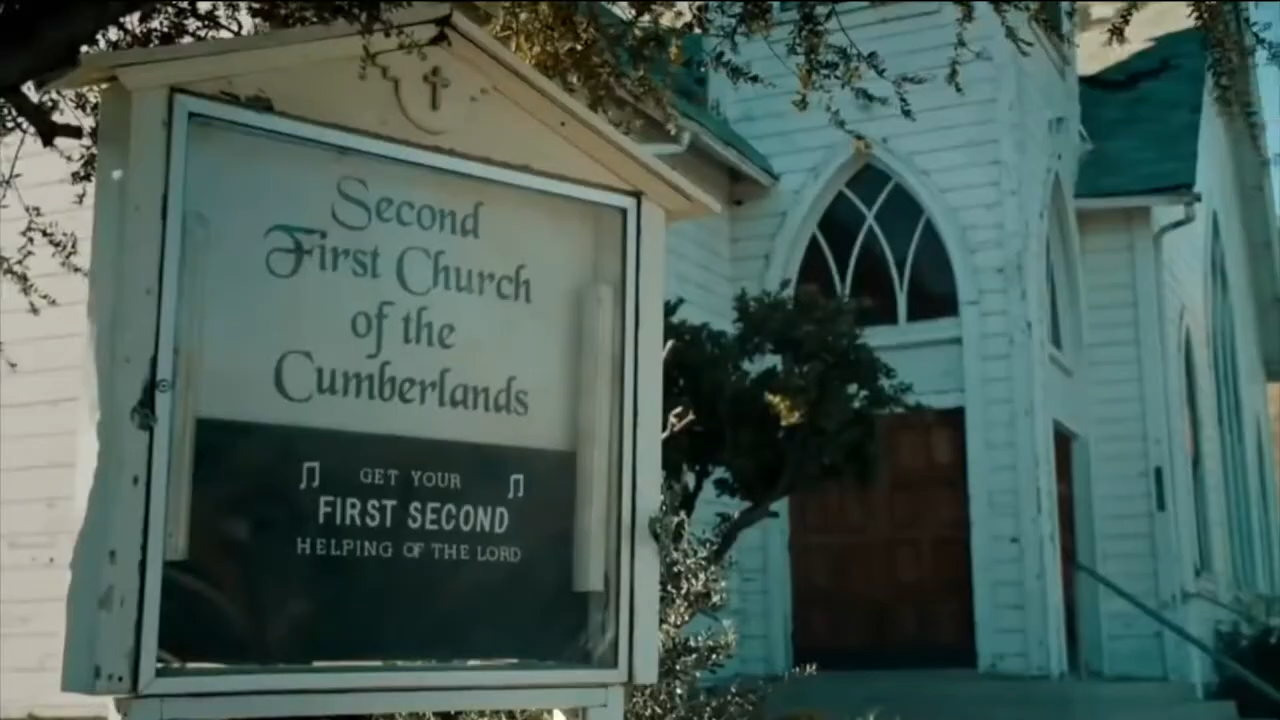 Second
First Church
of the
Cumberlands
♫ GET YOUR ♫
FIRST SECOND
HELPING OF THE LORD